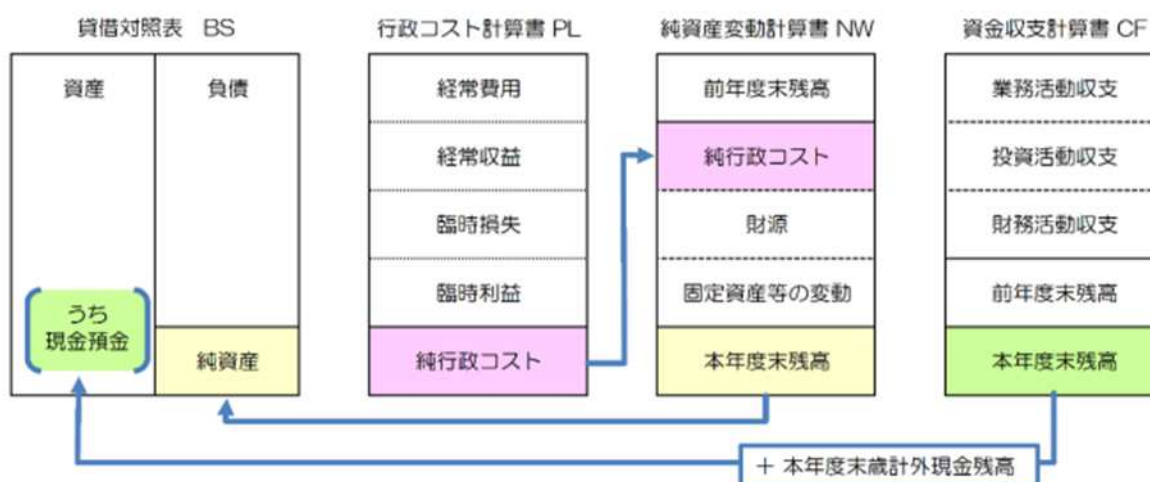 貸借対照表　BS
資産
負債
うち
現金預金
純資産
行政コスト計算書 PL
経常費用
経常収益
臨時損失
臨時利益
純行政コスト
純資産変動計算書 NW
前年度末残高
純行政コスト
財源
固定資産等の変動
本年度末残高
資金収支計算書 CF
業務活動収支
投資活動収支
財務活動収支
前年度末残高
本年度末残高
＋ 本年度末歳計外現金残高